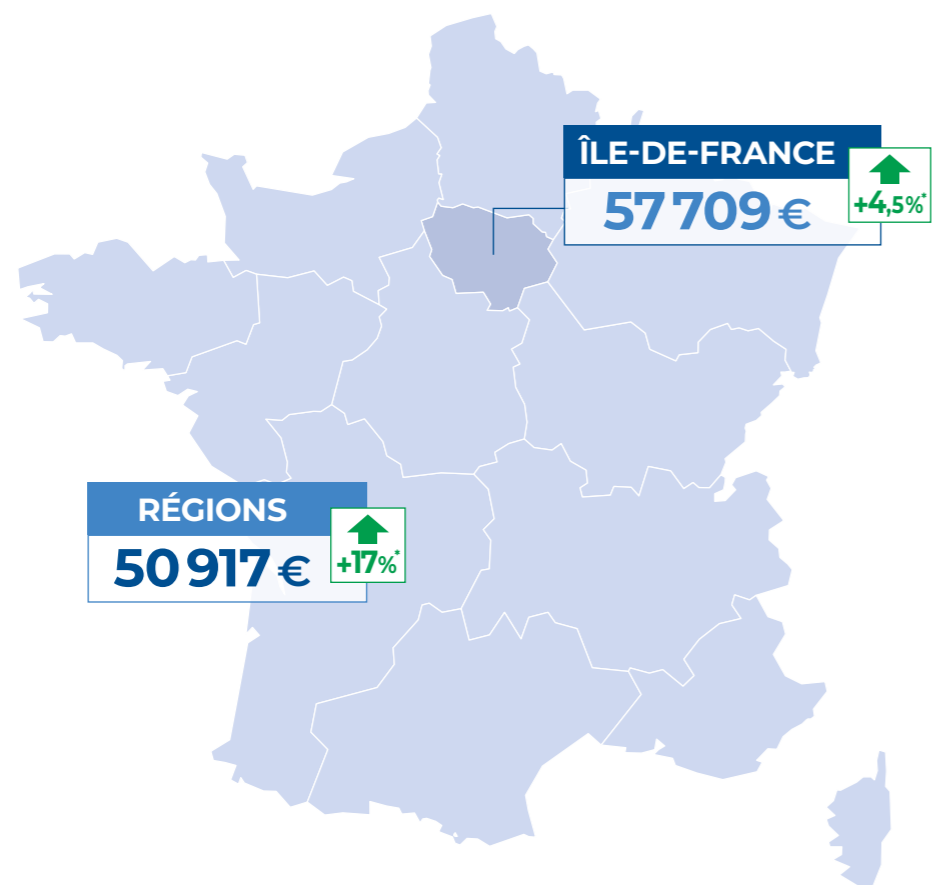 ÎLE-DE-FRANCE
57 709 €
+4,5%*
RÉGIONS
50 917 €
+17%*